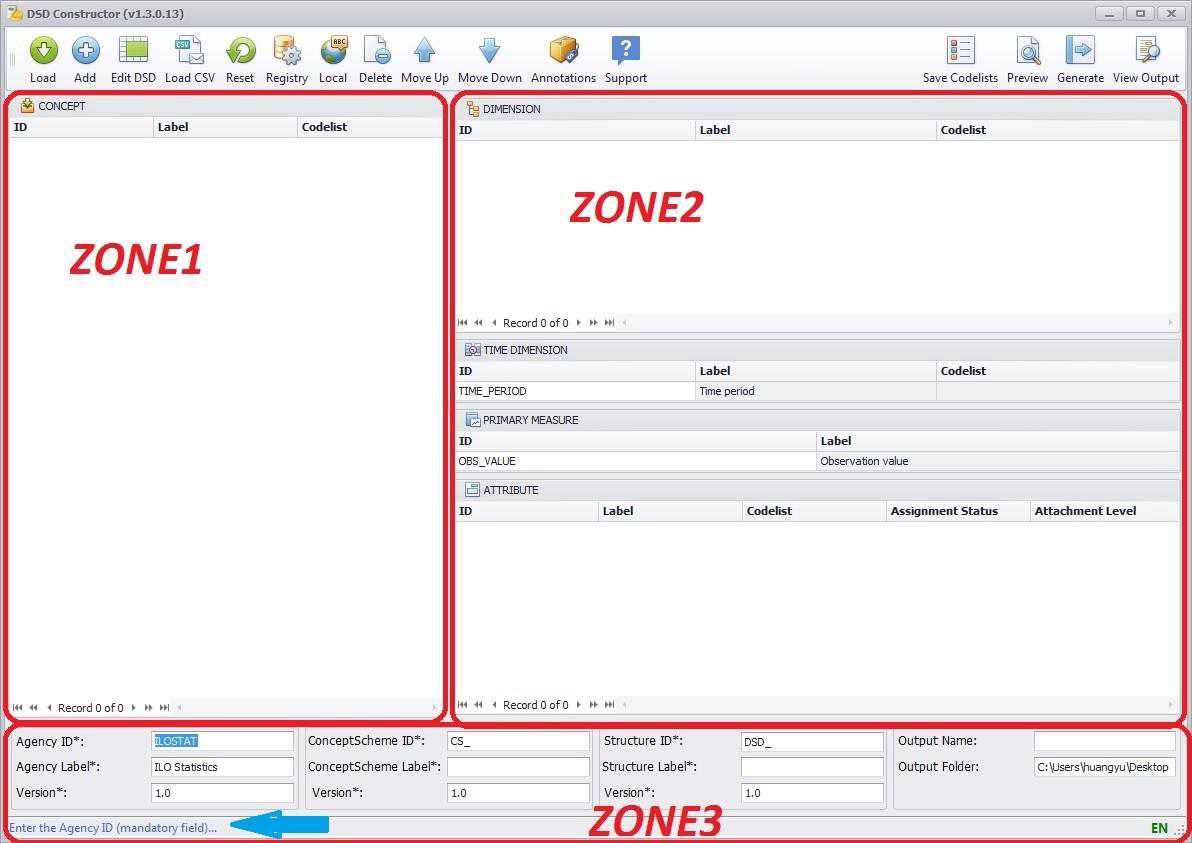 DSD Constructor (v1.3.0.13)
Load Add Edit DSD Load CSV Reset Registry Local Delete Move Up Move Down Annotations Support Save Codelists Preview Generate View Output
CONCEPT
ID Label Codelist
ZONE1
Record 0 of 0
DIMENSION
ID Label Codelist
ZONE2
Record 0 of 0
TIME DIMENSION
ID Label Codelist
TIME_PERIOD Time period
PRIMARY MEASURE
ID Label
OBS_VALUE Observation value
ATTRIBUTE
ID Label Codelist Assignment Status Attachment Level
Record 0 of 0
Agency ID*: ILOSTAT ConceptScheme ID*: CS_ Structure ID*: DSD_ Output Name:
Agency Label*: ILO Statistics ConceptScheme Label*: Structure Label*: Output Folder: C:\Users\huangyu\Desktop
Version*: 1.0 Version*: 1.0 Version*: 1.0
ZONE3
Enter the Agency ID (mandatory field)... EN